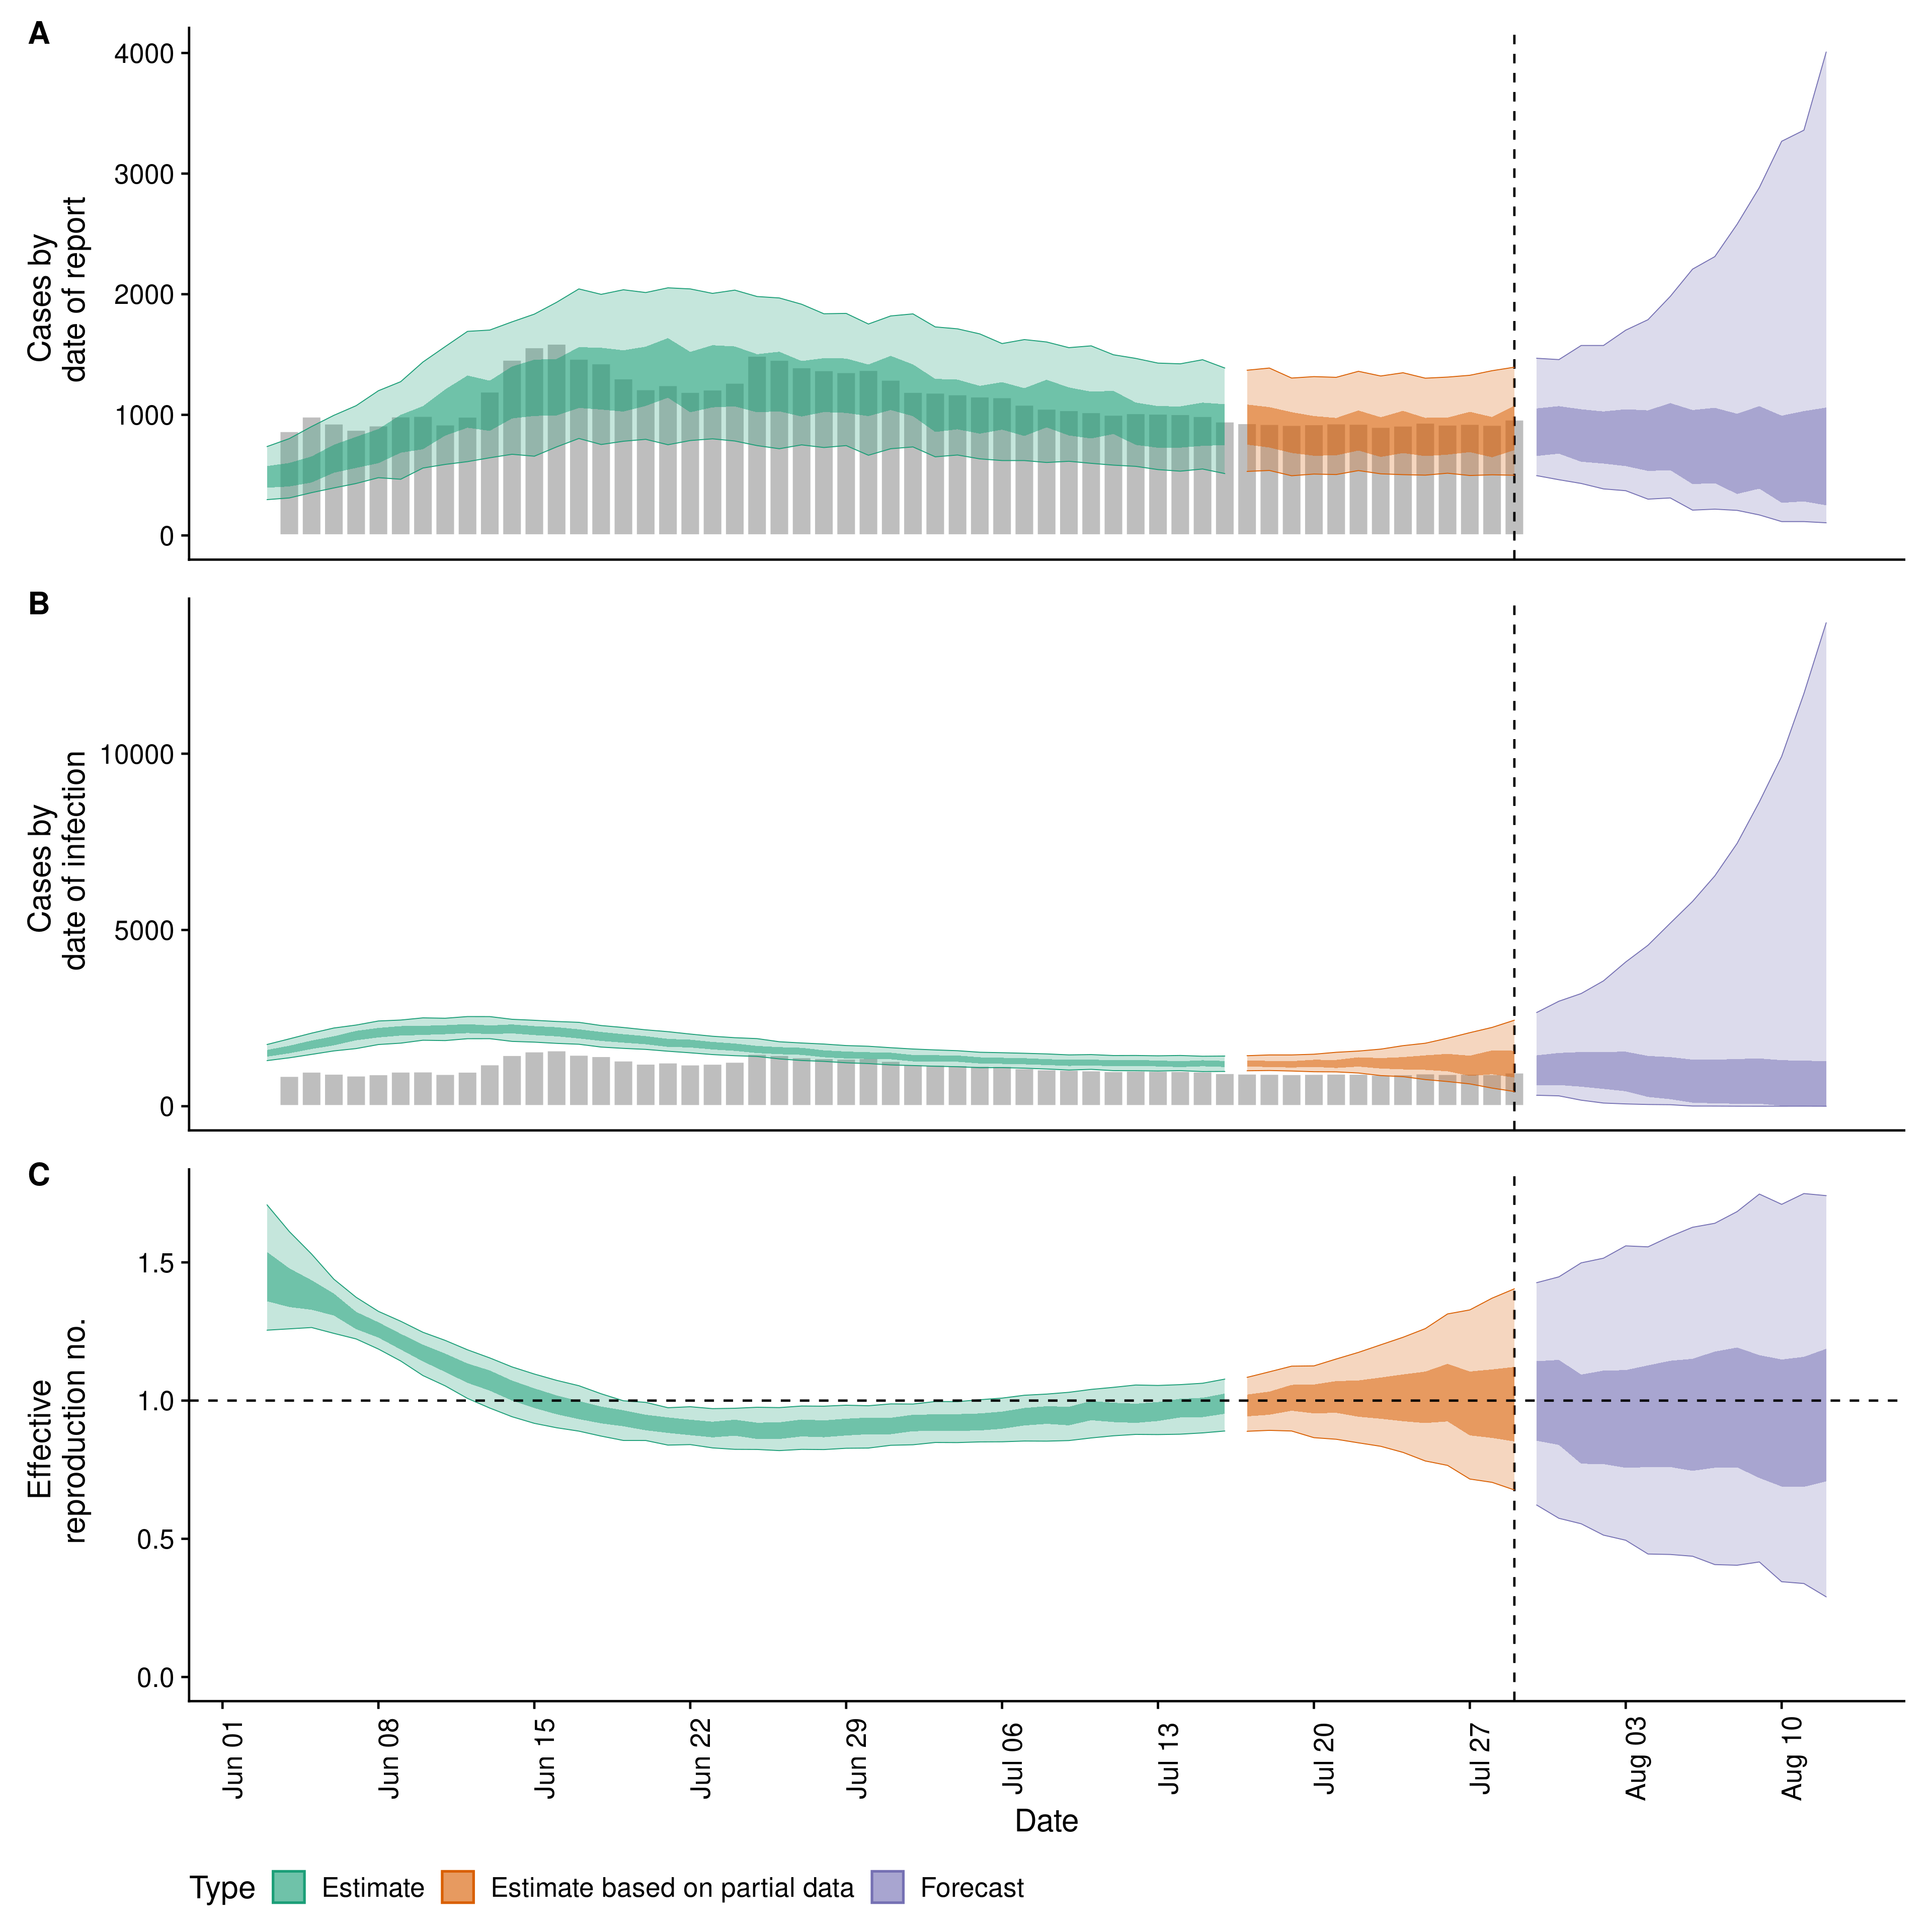 A
4000
3000
2000
1000
0
Cases by
date of report
B
10000
5000
0
Cases by
date of infection
C
1.5
1.0
0.5
0.0
Effective
reproduction no.
Jun 01
Jun 08
Jun 15
Jun 22
Jun 29
Jul 06
Jul 13
Jul 20
Jul 27
Aug 03
Aug 10
Date
Type Estimate Estimate based on partial data Forecast